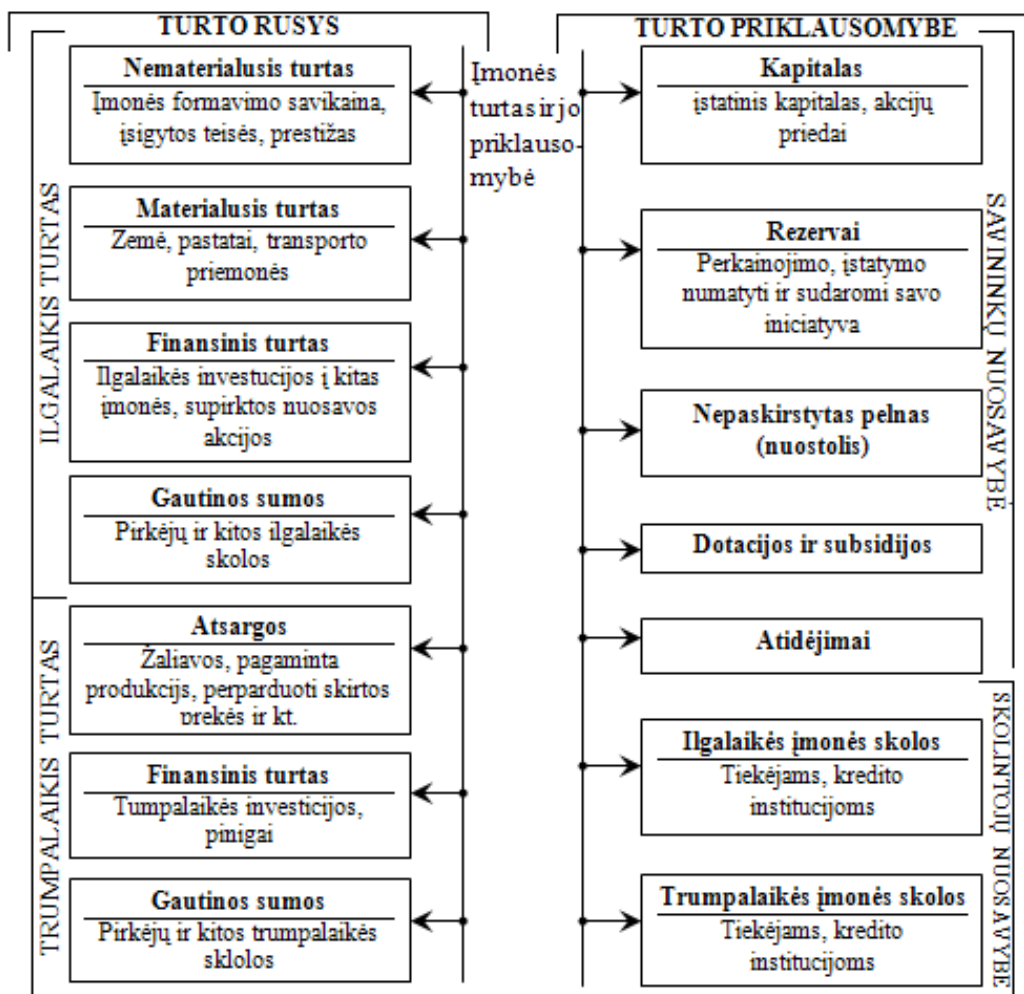 TURTO RUSYS
ILGALAIKIS TURTAS
Nematerialusis turtas
Įmonės formavimo savikaina,
įsigytos teisės, prestižas
Materialusis turtas
Zemė, pastatai, transporto
priemonės
Finansinis turtas
Ilgalaikės investucijos į kitas
įmonės, supirktos nuosavos
akcijos
Gautinos sumos
Pirkėjų ir kitos ilgalaikės
skolos
TRUMPALAIKIS TURTAS
Atsargos
Žaliavos, pagaminta
produkcijs, perparduoti skirtos
prekės ir kt.
Finansinis turtas
Tumpalaikės investicijos,
pinigai
Gautinos sumos
Pirkėjų ir kitos trumpalaikės
sklolos
Įmonės
turtas ir jo
priklauso-
mybė
TURTO PRIKLAUSOMYBE
SAVININKŲ NUOSAVYBE
Kapitalas
įstatinis kapitalas, akcijų
priedai
Rezervai
Perkainojimo, įstatymo
numatyti ir sudaromi savo
iniciatyva
Nepaskirstytas pelnas
(nuostolis)
Dotacijos ir subsidijos
Atidėjimai
SKOLINTOJŲ NUOSAVYBE
Ilgalaikės įmonės skolos
Tiekėjams, kredito
institucijoms
Trumpalaikės įmonės skolos
Tiekėjams, kredito
institucijoms